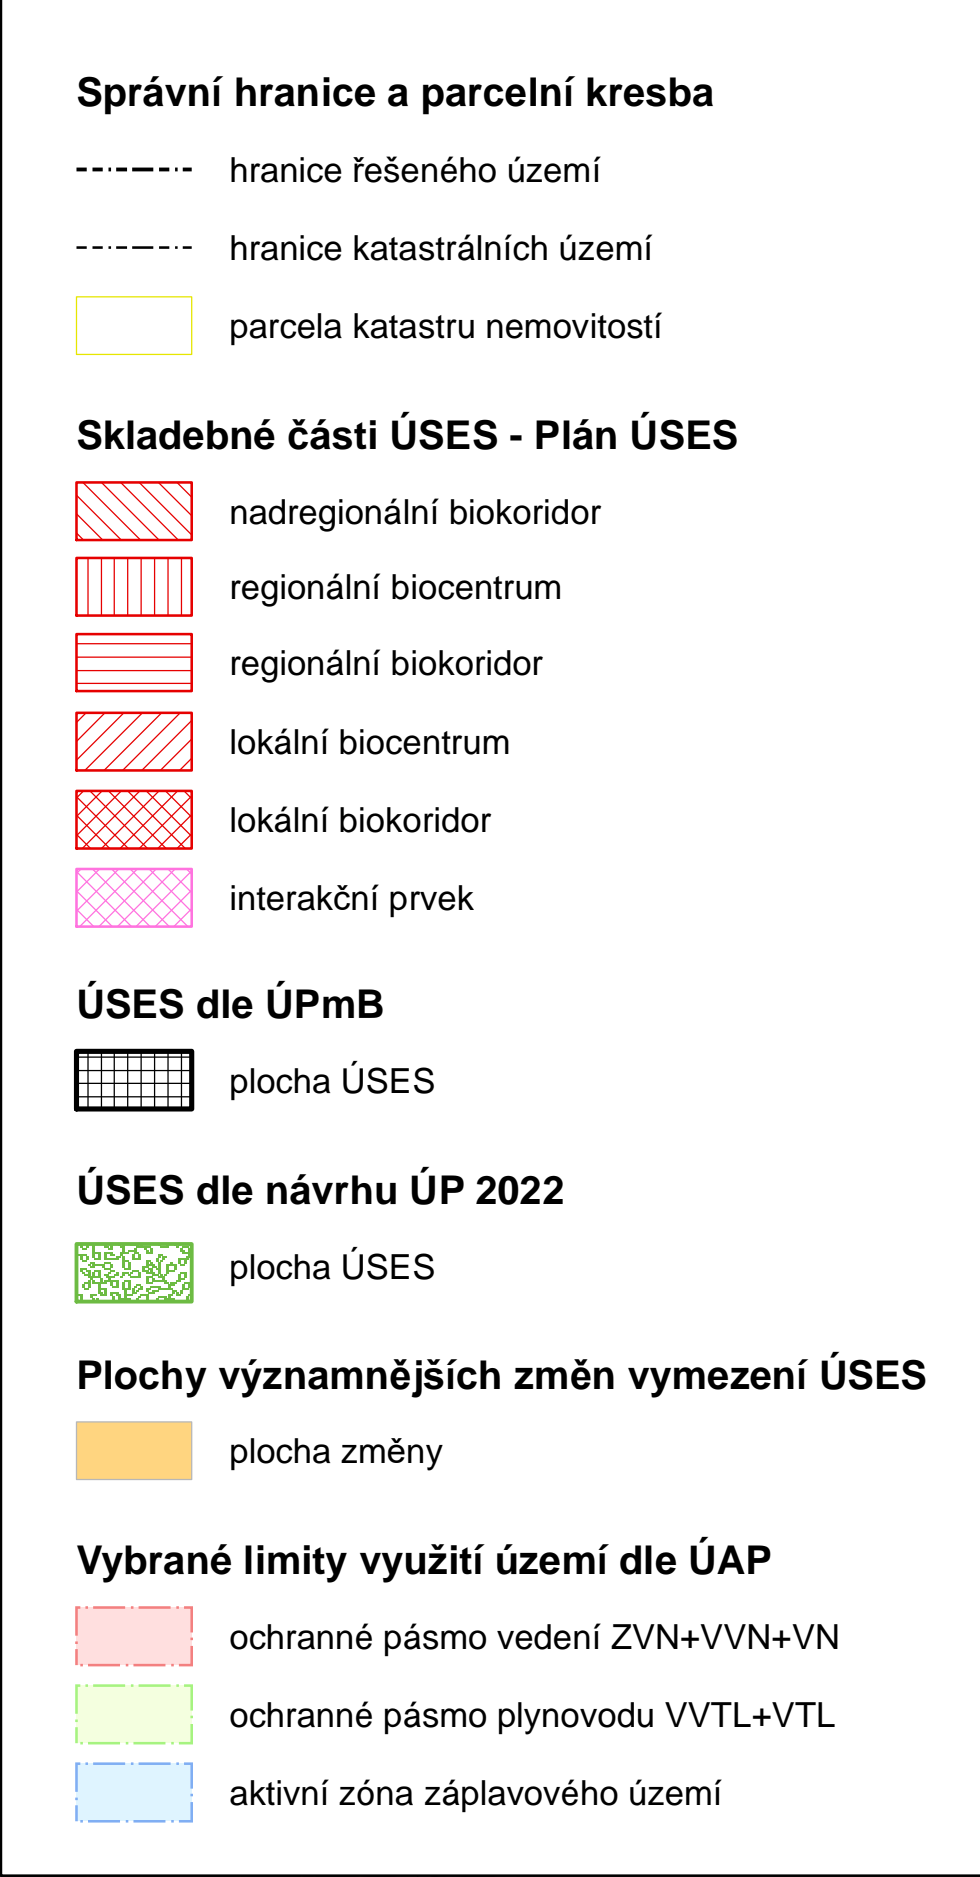 Správní hranice a parcelní kresba
hranice řešeného území
hranice katastrálních území
parcela katastru nemovitostí
Skladebné části ÚSES - Plán ÚSES
nadregionální biokoridor
regionální biocentrum
regionální biokoridor
lokální biocentrum
lokální biokoridor
interakční prvek
ÚSES dle ÚPmB
plocha ÚSES
ÚSES dle návrhu ÚP 2022
plocha ÚSES
Plochy významnějších změn vymezení ÚSES
plocha změny
Vybrané limity využití území dle ÚAP
ochranné pásmo vedení ZVN+VVN+VN
ochranné pásmo plynovodu VVTL+VTL
aktivní zóna záplavového území